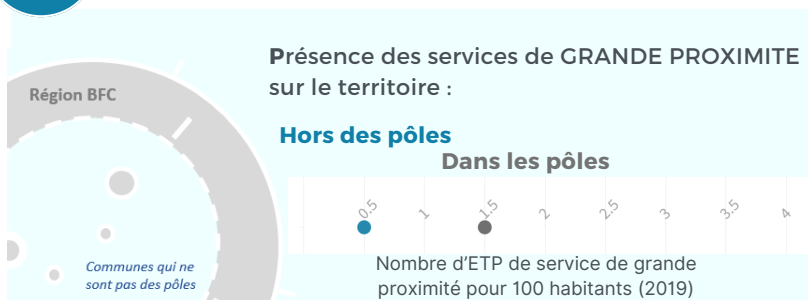 Présence des services de GRANDE PROXIMITE
sur le territoire :
Région BFC
Hors des pôles
Dans les pôles
0.5 1 1.5 2 2.5 3 3.5 4
Nombre d'ETP de service de grande
proximité pour 100 habitants (2019)
Communes qui ne
sont pas des pôles